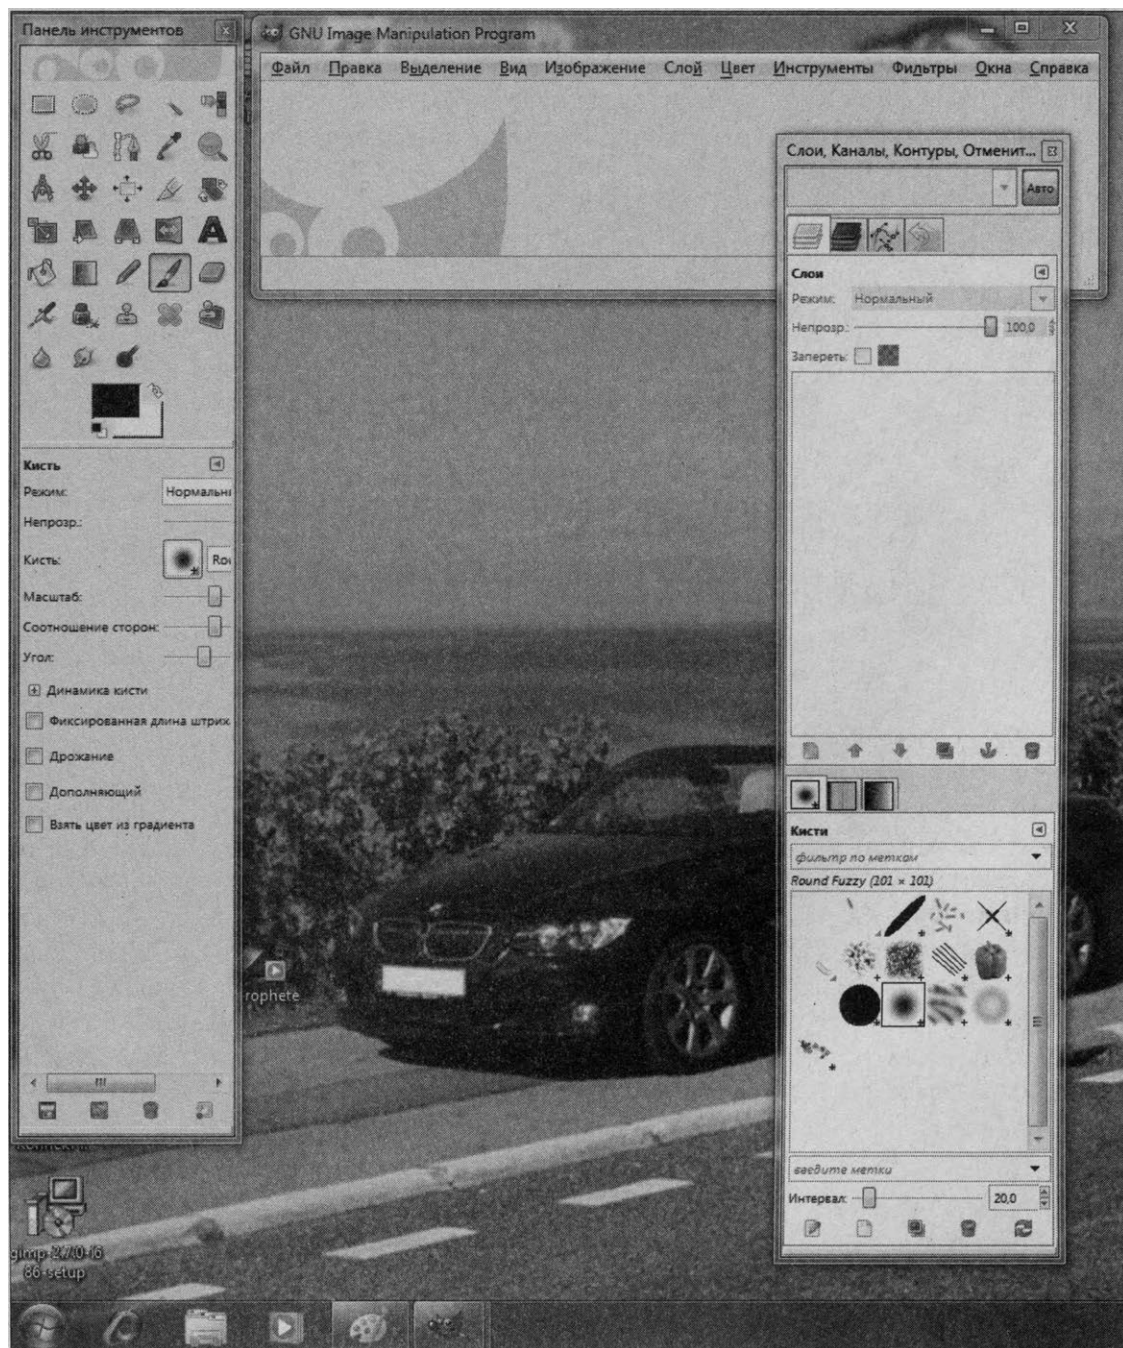 Панель инструментов
GNU Image Manipulation Program
Файл Правка Выделение Вид Изображение Слой Цвет Инструменты Фильтры Окна Справка
Слои, Каналы, Контуры, Отменит...
Авто
Слои
Режим: Нормальный
Непрозр.: 100,0
Запереть:
Кисть
Режим: Нормальны
Непрозр.:
Кисть: Rou
Масштаб:
Соотношение сторон:
Угол:
Динамика кисти
Фиксированная длина штрих
Дрожание
Дополняющий
Взять цвет из градиента
Кисти
фильтр по меткам
Round Fuzzy (101 × 101)
rophete
введите метки
Интервал: 20,0
86-setup